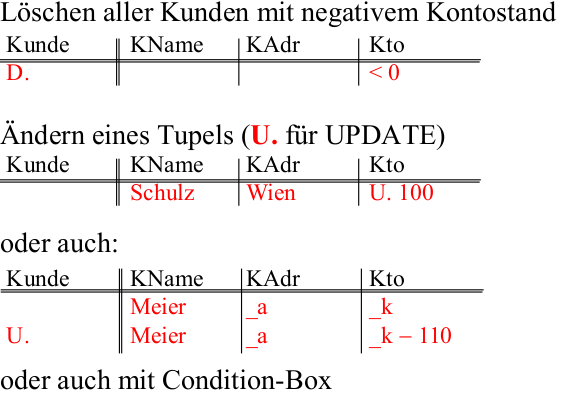 Löschen aller Kunden mit negativem Kontostand
Kunde KName KAdr Kto
D. < 0
Ändern eines Tupels (U. für UPDATE)
Kunde KName KAdr Kto
Schulz Wien U. 100
oder auch:
Kunde KName KAdr Kto
Meier _a _k
U. Meier _a _k − 110
oder auch mit Condition-Box